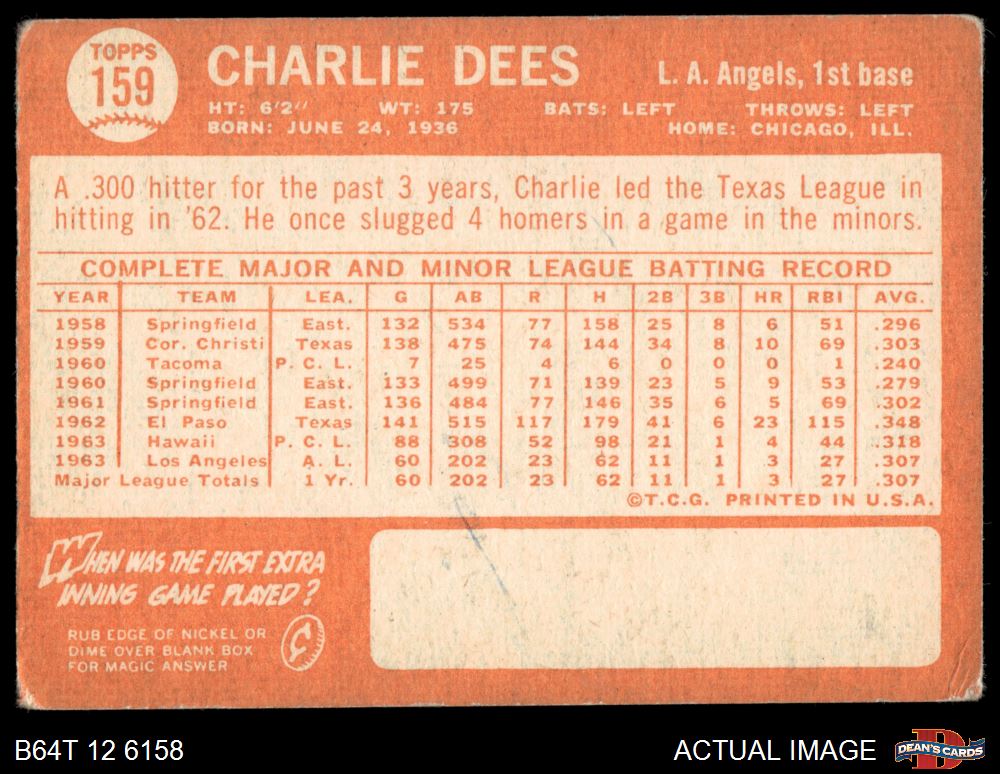 TOPPS
159
CHARLIE DEES
L. A. Angels, 1st base
HT: 6'2" WT: 175 BATS: LEFT THROWS: LEFT
BORN: JUNE 24, 1936 HOME: CHICAGO, ILL.
A .300 hitter for the past 3 years, Charlie led the Texas League in
hitting in '62. He once slugged 4 homers in a game in the minors.
COMPLETE MAJOR AND MINOR LEAGUE BATTING RECORD
YEAR TEAM LEA. G AB R H 2B 3B HR RBI AVG.
1958 Springfield East. 132 534 77 158 25 8 6 51 .296
1959 Cor. Christi Texas 138 475 74 144 34 8 10 69 .303
1960 Tacoma P. C. L. 7 25 4 6 0 0 0 1 .240
1960 Springfield East. 133 499 71 139 23 5 9 53 .279
1961 Springfield East. 136 484 77 146 35 6 5 69 .302
1962 El Paso Texas 141 515 117 179 41 6 23 115 .348
1963 Hawaii P. C. L. 88 308 52 98 21 1 4 44 .318
1963 Los Angeles A. L. 60 202 23 62 11 1 3 27 .307
Major League Totals 1 Yr. 60 202 23 62 11 1 3 27 .307
©T.C.G. PRINTED IN U.S.A.
WHEN WAS THE FIRST EXTRA
INNING GAME PLAYED?
RUB EDGE OF NICKEL OR
DIME OVER BLANK BOX
FOR MAGIC ANSWER
B64T 12 6158
ACTUAL IMAGE
D
DEAN'S CARDS